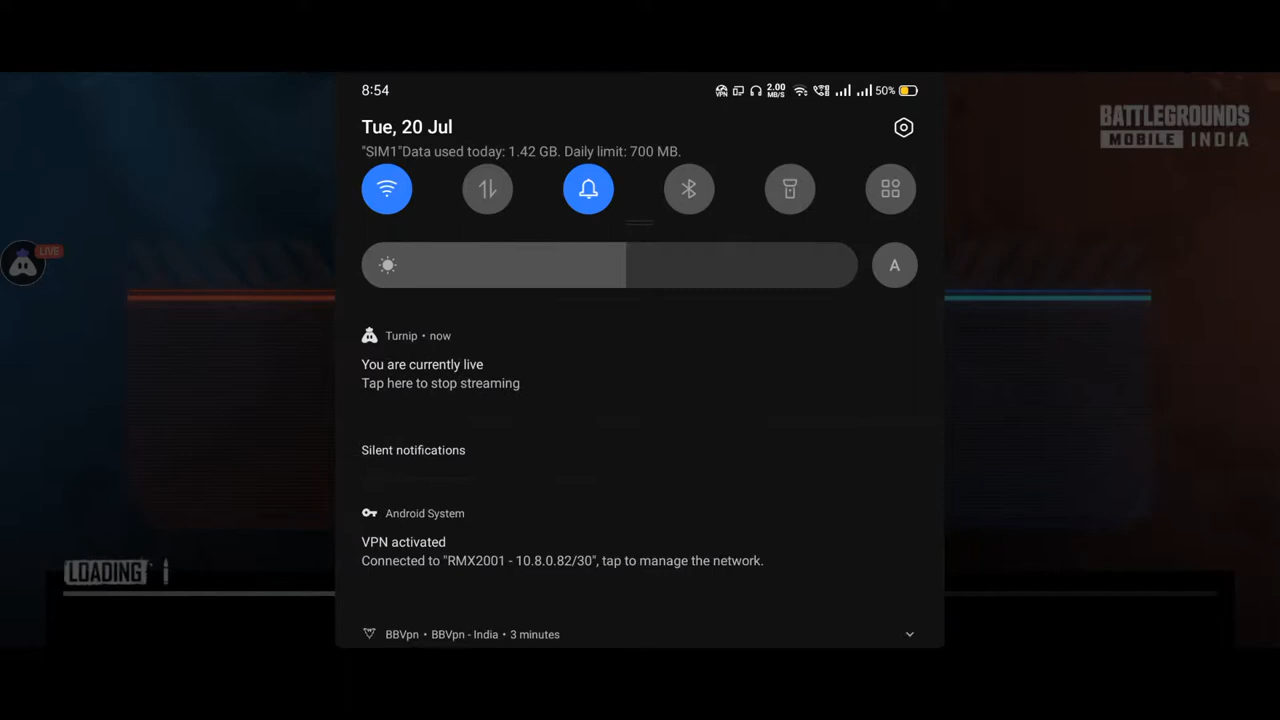 8:54
VPN 2.00 MB/S 50%
BATTLEGROUNDS
MOBILE INDIA
Tue, 20 Jul
"SIM1"Data used today: 1.42 GB. Daily limit: 700 MB.
LIVE
A
Turnip • now
You are currently live
Tap here to stop streaming
Silent notifications
Android System
VPN activated
Connected to "RMX2001 - 10.8.0.82/30", tap to manage the network.
LOADING
BBVpn • BBVpn - India • 3 minutes